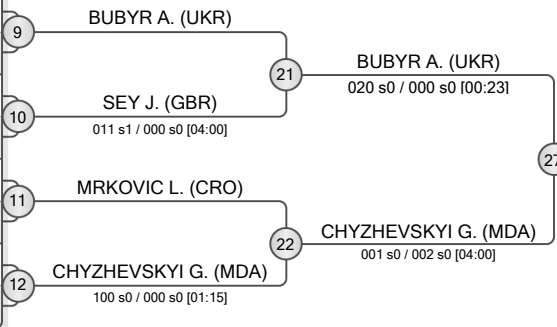 9
BUBYR A. (UKR)
21
BUBYR A. (UKR)
020 s0 / 000 s0 [00:23]
10
SEY J. (GBR)
011 s1 / 000 s0 [04:00]
27
11
MRKOVIC L. (CRO)
22
CHYZHEVSKYI G. (MDA)
001 s0 / 002 s0 [04:00]
12
CHYZHEVSKYI G. (MDA)
100 s0 / 000 s0 [01:15]